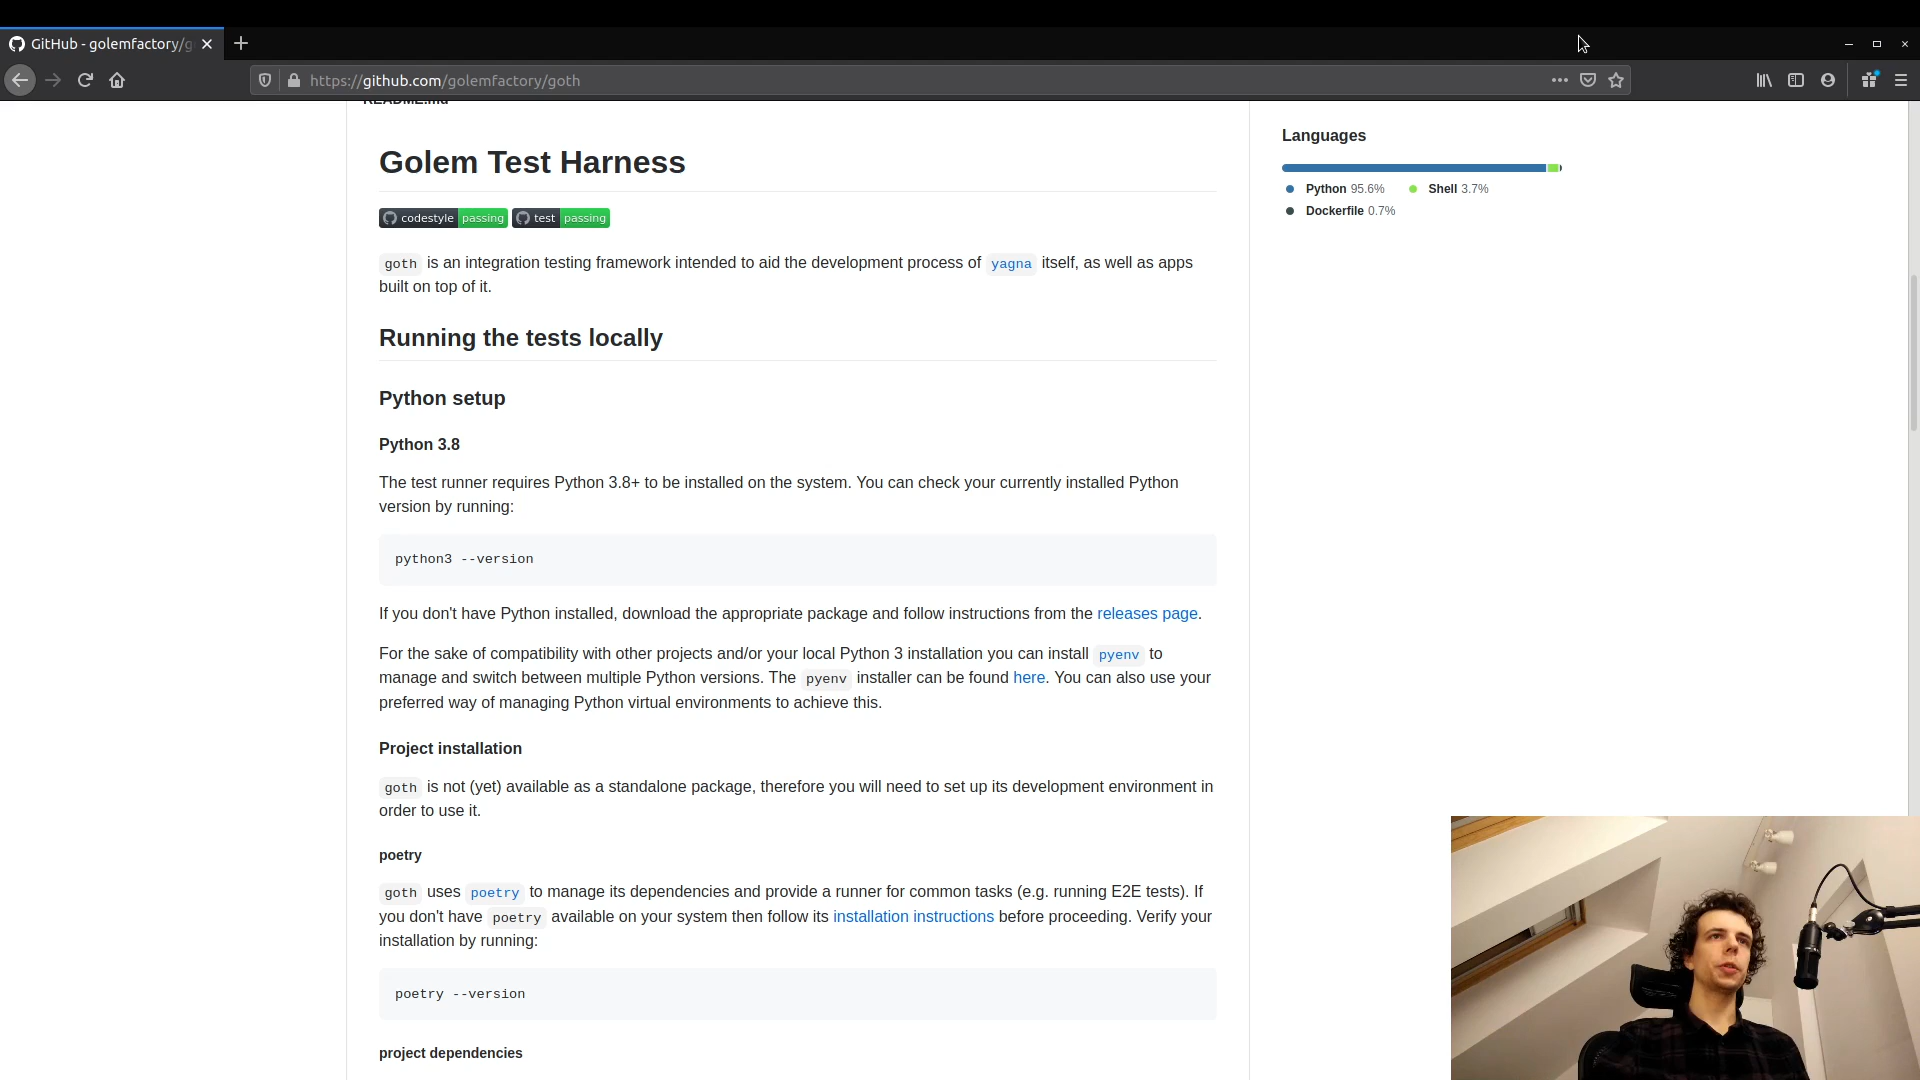 GitHub - golemfactory/g
https://github.com/golemfactory/goth
README.md
Golem Test Harness
codestyle passing test passing
goth is an integration testing framework intended to aid the development process of yagna itself, as well as apps
built on top of it.
Running the tests locally
Python setup
Python 3.8
The test runner requires Python 3.8+ to be installed on the system. You can check your currently installed Python
version by running:
python3 --version
If you don't have Python installed, download the appropriate package and follow instructions from the releases page.
For the sake of compatibility with other projects and/or your local Python 3 installation you can install pyenv to
manage and switch between multiple Python versions. The pyenv installer can be found here. You can also use your
preferred way of managing Python virtual environments to achieve this.
Project installation
goth is not (yet) available as a standalone package, therefore you will need to set up its development environment in
order to use it.
poetry
goth uses poetry to manage its dependencies and provide a runner for common tasks (e.g. running E2E tests). If
you don't have poetry available on your system then follow its installation instructions before proceeding. Verify your
installation by running:
poetry --version
project dependencies
Languages
Python 95.6% Shell 3.7%
Dockerfile 0.7%